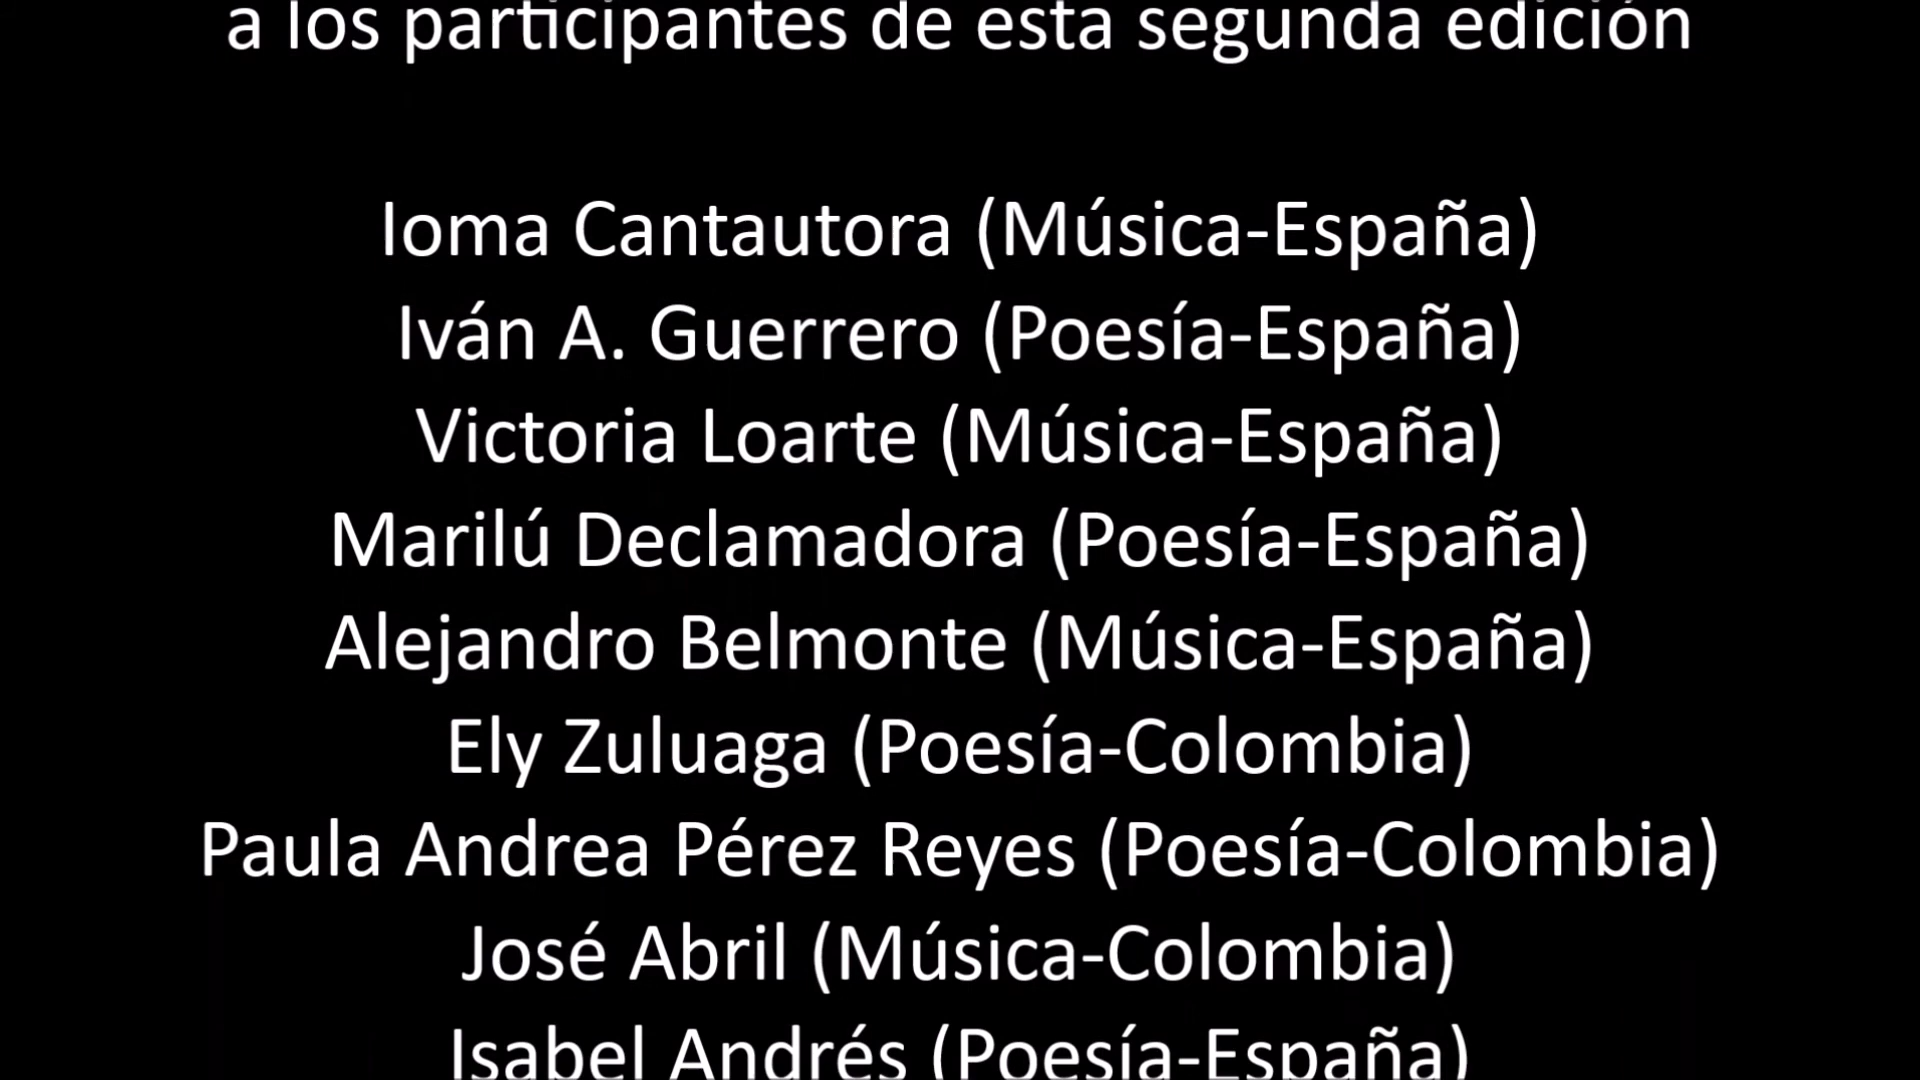 a los participantes de esta segunda edición
Ioma Cantautora (Música-España)
Iván A. Guerrero (Poesía-España)
Victoria Loarte (Música-España)
Marilú Declamadora (Poesía-España)
Alejandro Belmonte (Música-España)
Ely Zuluaga (Poesía-Colombia)
Paula Andrea Pérez Reyes (Poesía-Colombia)
José Abril (Música-Colombia)
Isabel Andrés (Poesía-España)